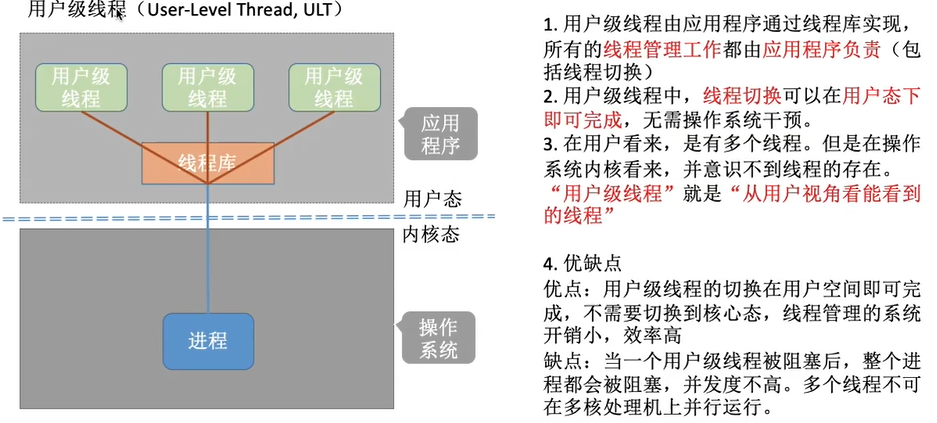 用户级线程（User-Level Thread, ULT）
用户级
线程
用户级
线程
用户级
线程
线程库
应用
程序
用户态
内核态
进程
操作
系统
1. 用户级线程由应用程序通过线程库实现，
所有的线程管理工作都由应用程序负责（包
括线程切换）
2. 用户级线程中，线程切换可以在用户态下
即可完成，无需操作系统干预。
3. 在用户看来，是有多个线程。但是在操作
系统内核看来，并意识不到线程的存在。
“用户级线程”就是“从用户视角看能看到
的线程”
4. 优缺点
优点：用户级线程的切换在用户空间即可完
成，不需要切换到核心态，线程管理的系统
开销小，效率高
缺点：当一个用户级线程被阻塞后，整个进
程都会被阻塞，并发度不高。多个线程不可
在多核处理机上并行运行。